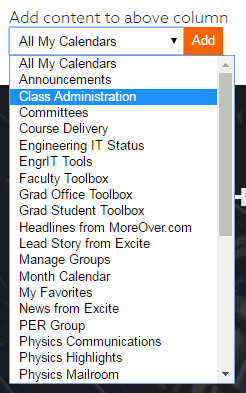 Add content to above column
All My Calendars ▼ Add
All My Calendars
Announcements
Class Administration
Committees
Course Delivery
Engineering IT Status
EngrIT Tools
Faculty Toolbox
Grad Office Toolbox
Grad Student Toolbox
Headlines from MoreOver.com
Lead Story from Excite
Manage Groups
Month Calendar
My Favorites
News from Excite
PER Group
Physics Communications
Physics Highlights
Physics Mailroom